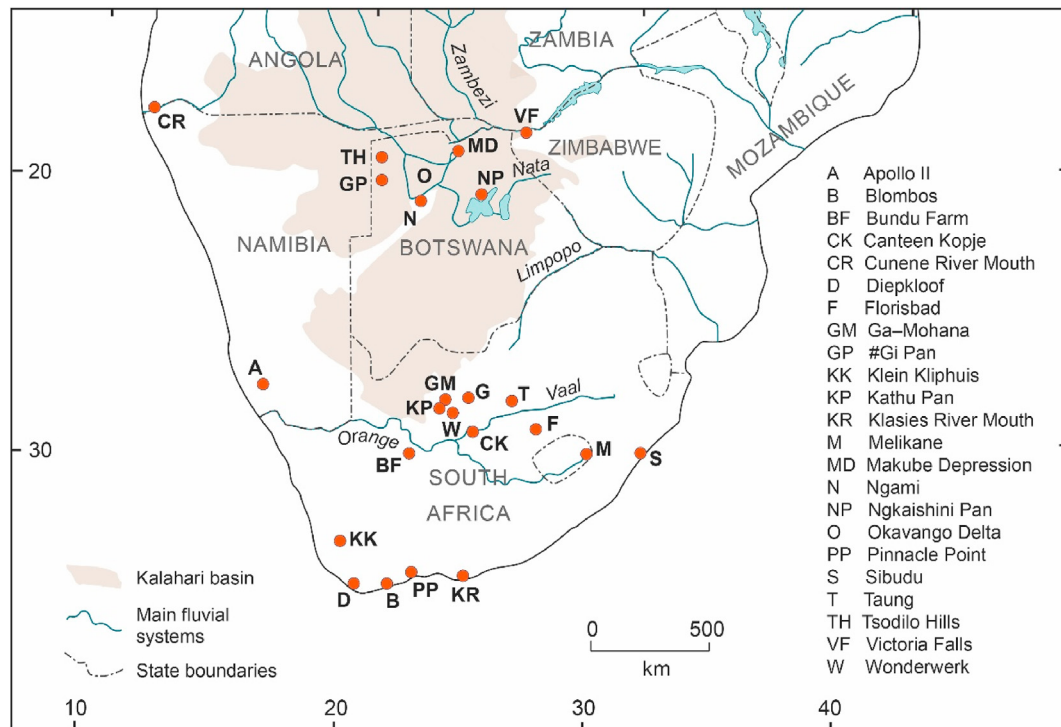 ANGOLA
ZAMBIA
Zambezi
MOZAMBIQUE
CR
VF
ZIMBABWE
TH
MD
20
GP
O
NP
Nata
N
NAMIBIA
BOTSWANA
Limpopo
A
GM
G
T
Vaal
KP
W
CK
F
Orange
30
BF
M
S
SOUTH
AFRICA
KK
D
B
PP
KR
A Apollo II
B Blombos
BF Bundu Farm
CK Canteen Kopje
CR Cunene River Mouth
D Diepkloof
F Florisbad
GM Ga–Mohana
GP #Gi Pan
KK Klein Kliphuis
KP Kathu Pan
KR Klasies River Mouth
M Melikane
MD Makube Depression
N Ngami
NP Ngkaishini Pan
O Okavango Delta
PP Pinnacle Point
S Sibudu
T Taung
TH Tsodilo Hills
VF Victoria Falls
W Wonderwerk
Kalahari basin
Main fluvial
systems
State boundaries
0 500
km
10 20 30 40